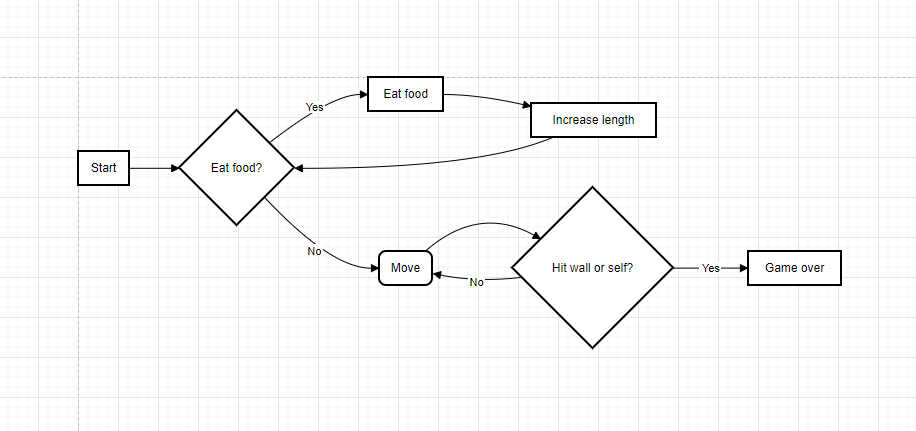 Start
Eat food?
Yes
Eat food
Increase length
No
Move
Hit wall or self?
No
Yes
Game over